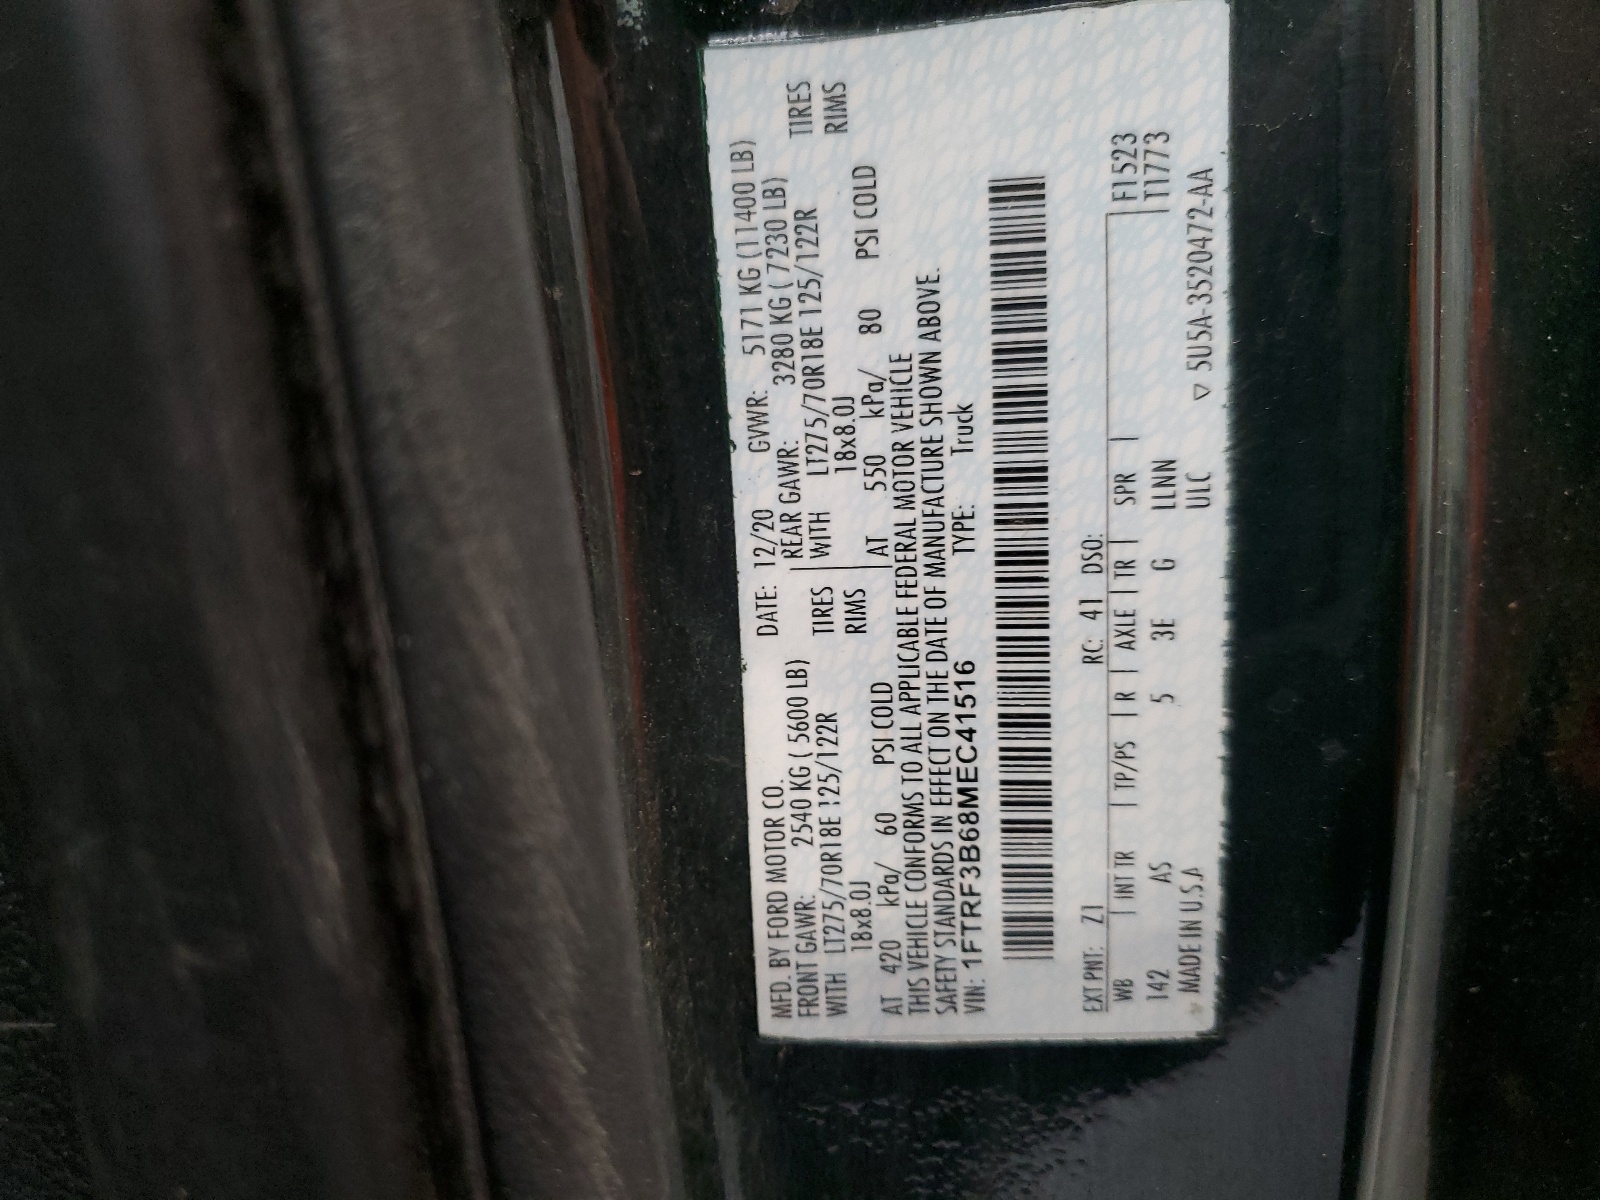 MFD. BY FORD MOTOR CO. DATE: 12/20 GVWR: 5171 KG (11400 LB)
FRONT GAWR: 2540 KG ( 5600 LB) REAR GAWR: 3280 KG ( 7230 LB)
WITH LT275/70R18E 125/122R TIRES WITH LT275/70R18E 125/122R TIRES
18x8.0J RIMS 18x8.0J RIMS
AT 420 kPa/ 60 PSI COLD AT 550 kPa/ 80 PSI COLD
THIS VEHICLE CONFORMS TO ALL APPLICABLE FEDERAL MOTOR VEHICLE
SAFETY STANDARDS IN EFFECT ON THE DATE OF MANUFACTURE SHOWN ABOVE.
VIN: 1FTRF3B68MEC41516 TYPE: Truck
EXT PNT: Z1 RC: 41 DSO:
WB INT TR TP/PS R AXLE TR SPR F1523
142 AS 5 3E G LLNN T1773
MADE IN U.S.A ULC ▽ 5U5A-3520472-AA